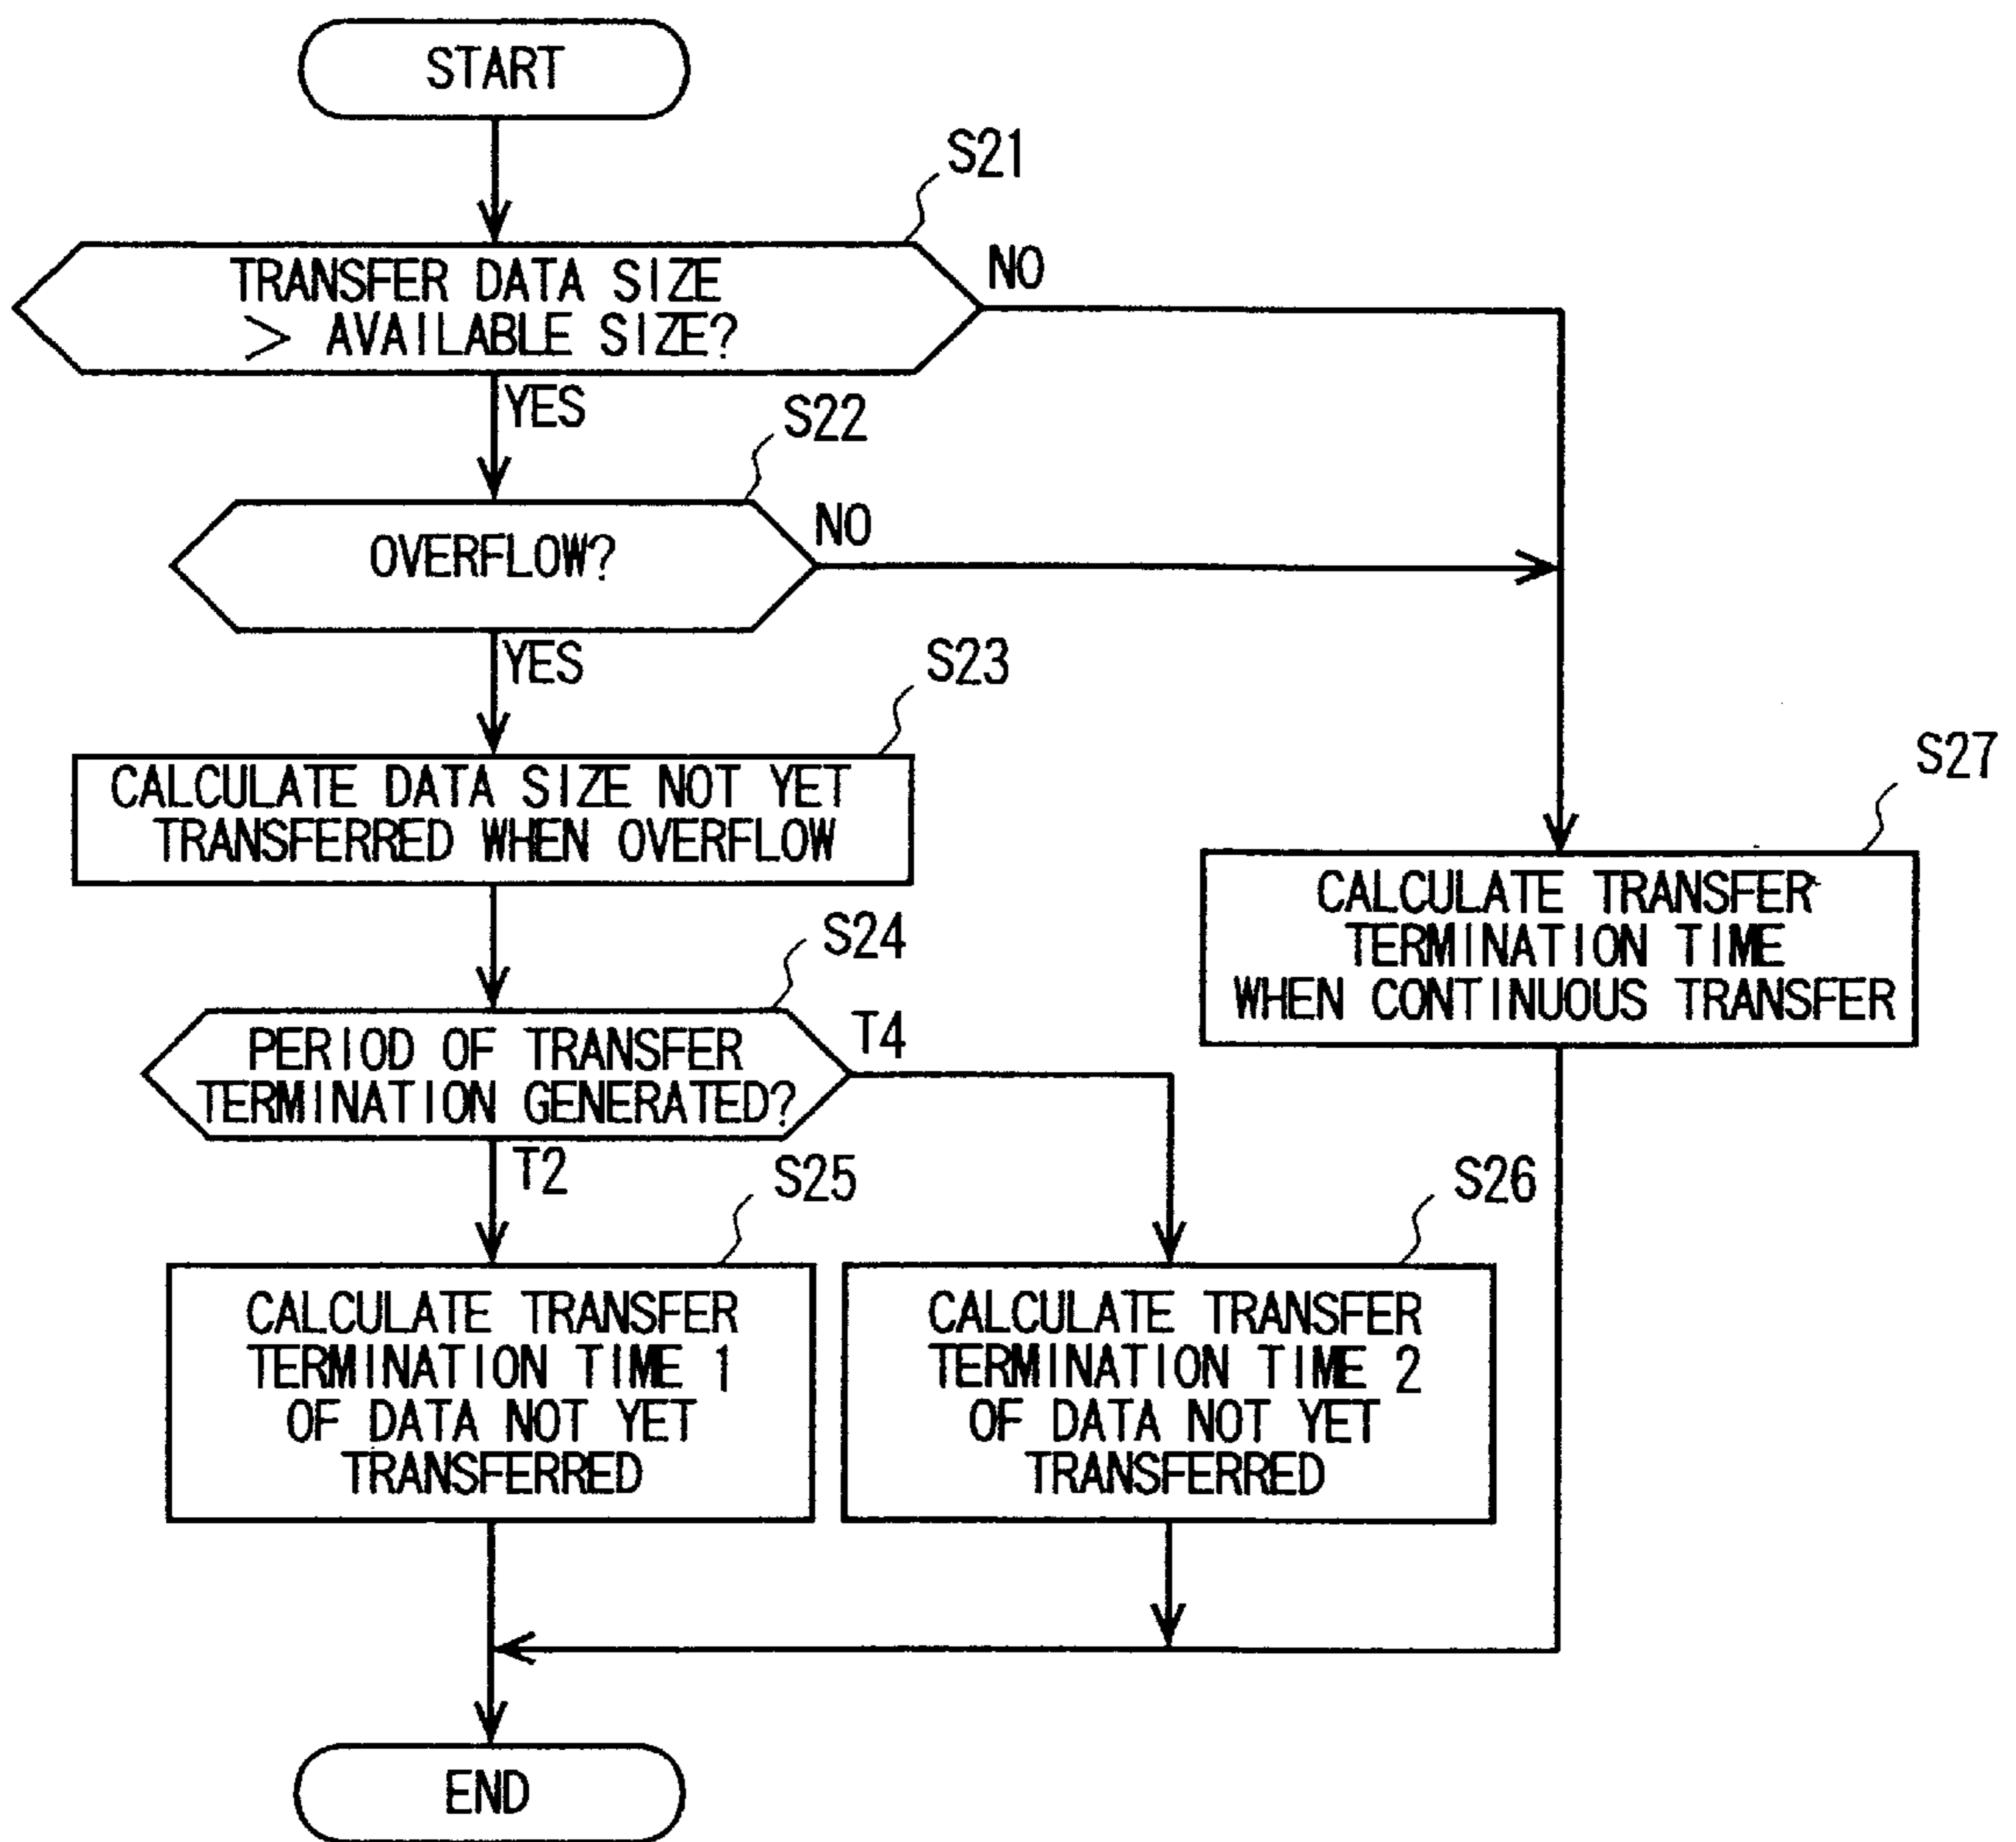 START
S21
TRANSFER DATA SIZE
> AVAILABLE SIZE?
NO
YES
S22
OVERFLOW?
NO
YES
S23
CALCULATE DATA SIZE NOT YET
TRANSFERRED WHEN OVERFLOW
S27
CALCULATE TRANSFER
TERMINATION TIME
WHEN CONTINUOUS TRANSFER
S24
PERIOD OF TRANSFER
TERMINATION GENERATED?
T4
T2
S25
CALCULATE TRANSFER
TERMINATION TIME 1
OF DATA NOT YET
TRANSFERRED
S26
CALCULATE TRANSFER
TERMINATION TIME 2
OF DATA NOT YET
TRANSFERRED
END